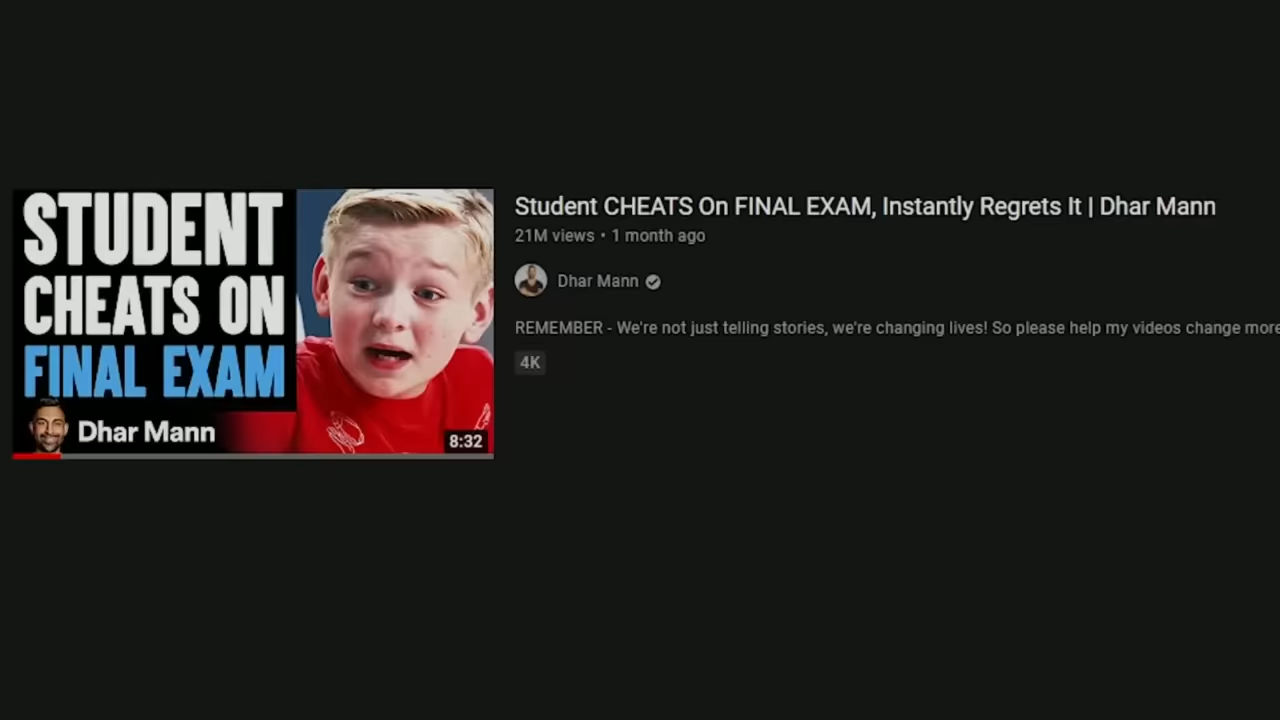 STUDENT
CHEATS ON
FINAL EXAM
Dhar Mann
8:32
Student CHEATS On FINAL EXAM, Instantly Regrets It | Dhar Mann
21M views • 1 month ago
Dhar Mann
REMEMBER - We're not just telling stories, we're changing lives! So please help my videos change more
4K